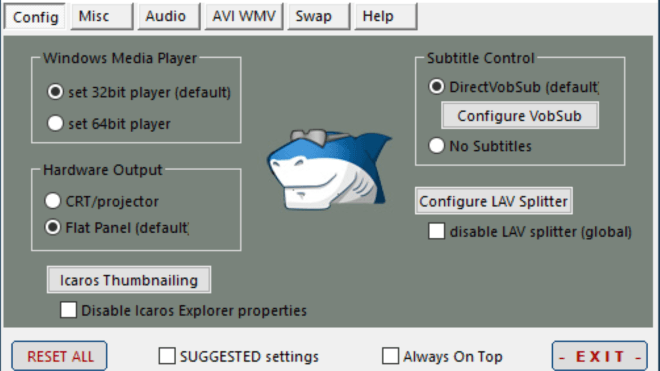 Config Misc Audio AVI WMV Swap Help
Windows Media Player
set 32bit player (default)
set 64bit player
Hardware Output
CRT/projector
Flat Panel (default
Icaros Thumbnailing
Disable Icaros Explorer properties
Subtitle Control
DirectVobSub (default
Configure VobSub
No Subtitles
Configure LAV Splitter
disable LAV splitter (global)
RESET ALL SUGGESTED settings Always On Top - EXIT -